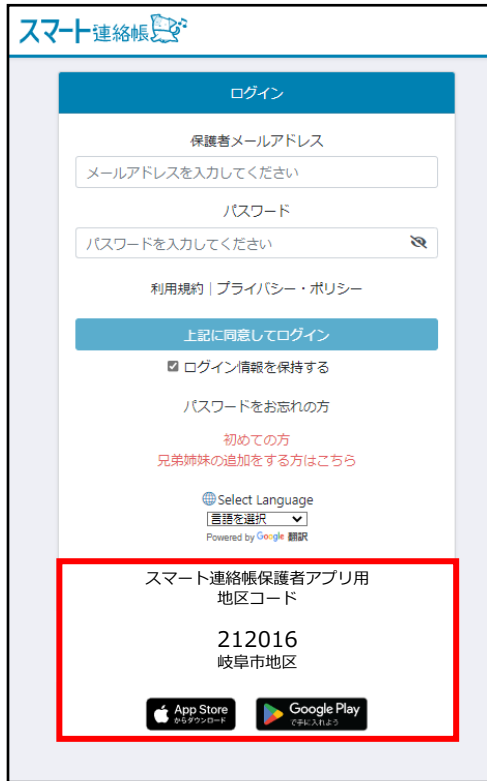 スマート連絡帳
ログイン
保護者メールアドレス
メールアドレスを入力してください
パスワード
パスワードを入力してください
利用規約｜プライバシー・ポリシー
上記に同意してログイン
ログイン情報を保持する
パスワードをお忘れの方
初めての方
兄弟姉妹の追加をする方はこちら
Select Language
言語を選択
Powered by Google 翻訳
スマート連絡帳保護者アプリ用
地区コード
212016
岐阜市地区
App Store
からダウンロード
Google Play
で手に入れよう